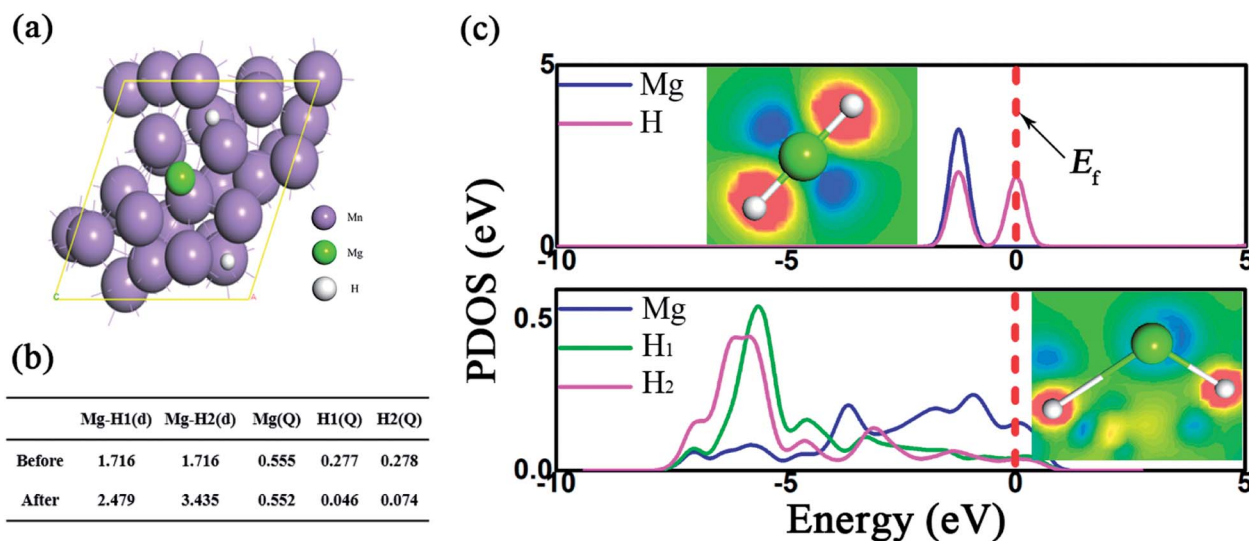 (a)
Mn
Mg
H
C
A
(b)
Mg-H1(d) Mg-H2(d) Mg(Q) H1(Q) H2(Q)
Before 1.716 1.716 0.555 0.277 0.278
After 2.479 3.435 0.552 0.046 0.074
(c)
5
Mg
H
E_f
0
-10 -5 0 5
PDOS (eV)
0.5
Mg
H₁
H₂
0.0
-10 -5 0 5
Energy (eV)